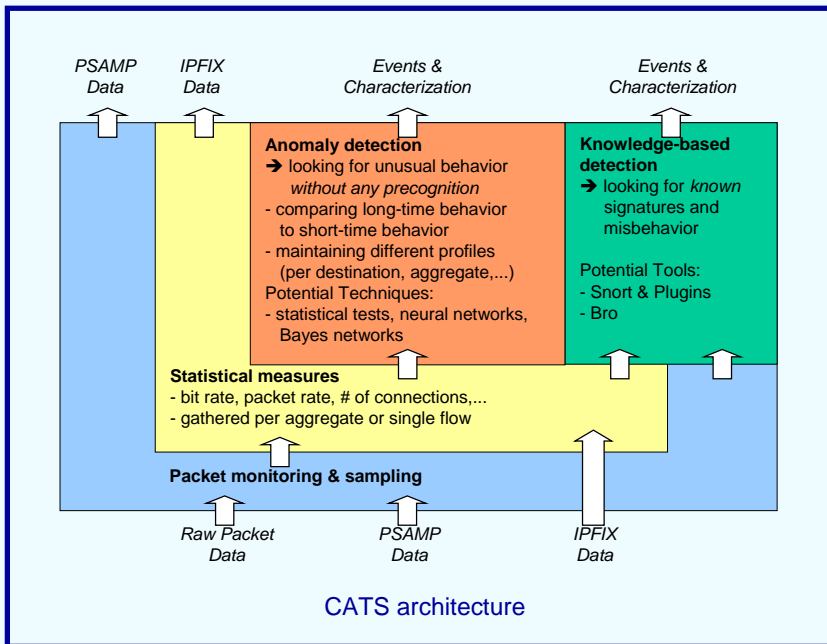 PSAMP
Data
IPFIX
Data
Events &
Characterization
Events &
Characterization
Anomaly detection
➔ looking for unusual behavior
without any precognition
- comparing long-time behavior
to short-time behavior
- maintaining different profiles
(per destination, aggregate,...)
Potential Techniques:
- statistical tests, neural networks,
Bayes networks
Knowledge-based
detection
➔ looking for known
signatures and
misbehavior
Potential Tools:
- Snort & Plugins
- Bro
Statistical measures
- bit rate, packet rate, # of connections,...
- gathered per aggregate or single flow
Packet monitoring & sampling
Raw Packet
Data
PSAMP
Data
IPFIX
Data
CATS architecture